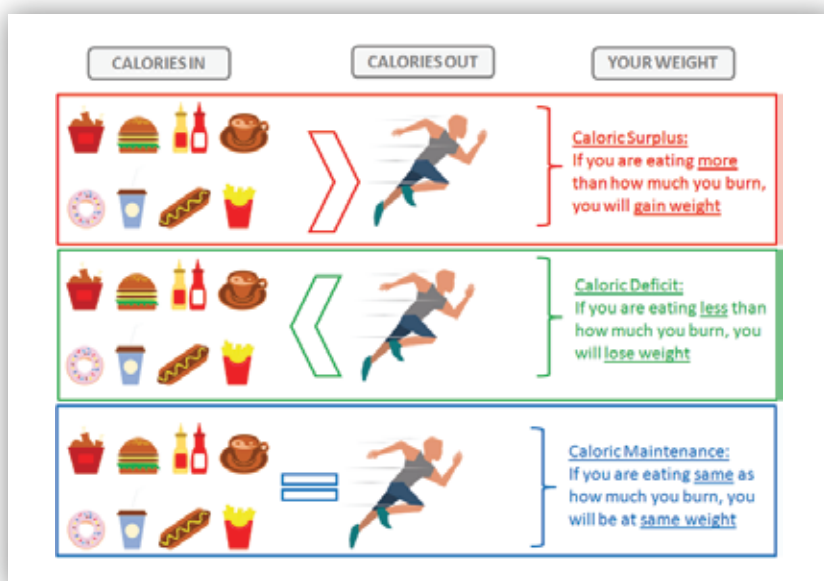 CALORIES IN
CALORIES OUT
YOUR WEIGHT
Caloric Surplus:
If you are eating more
than how much you burn,
you will gain weight
Caloric Deficit:
If you are eating less than
how much you burn, you
will lose weight
Caloric Maintenance:
If you are eating same as
how much you burn, you
will be at same weight